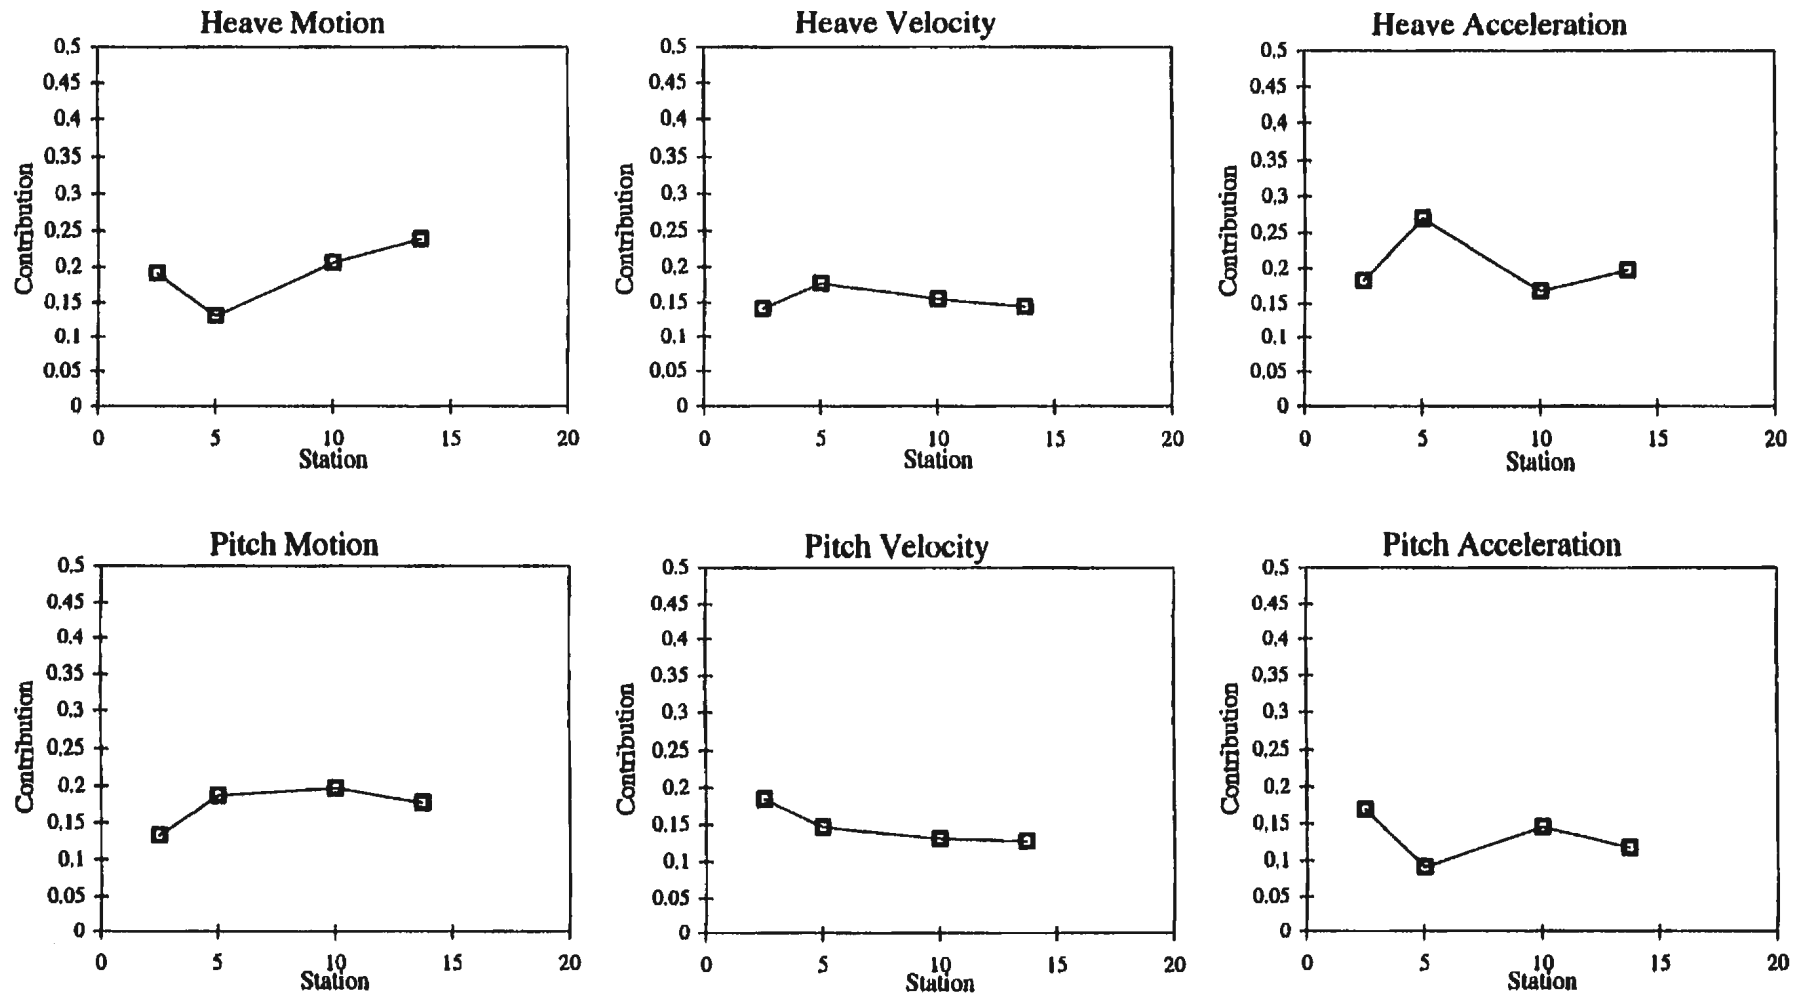 Heave Motion
0,5
0,45
0,4
0,35
0,3
0,25
0,2
0,15
0,1
0,05
0
Contribution
0 5 10 15 20
Station
Heave Velocity
0,5
0,45
0,4
0,35
0,3
0,25
0,2
0,15
0,1
0,05
0
Contribution
0 5 10 15 20
Station
Heave Acceleration
0,5
0,45
0,4
0,35
0,3
0,25
0,2
0,15
0,1
0,05
0
Contribution
0 5 10 15 20
Station
Pitch Motion
0,5
0,45
0,4
0,35
0,3
0,25
0,2
0,15
0,1
0,05
0
Contribution
0 5 10 15 20
Station
Pitch Velocity
0,5
0,45
0,4
0,35
0,3
0,25
0,2
0,15
0,1
0,05
0
Contribution
0 5 10 15 20
Station
Pitch Acceleration
0,5
0,45
0,4
0,35
0,3
0,25
0,2
0,15
0,1
0,05
0
Contribution
0 5 10 15 20
Station